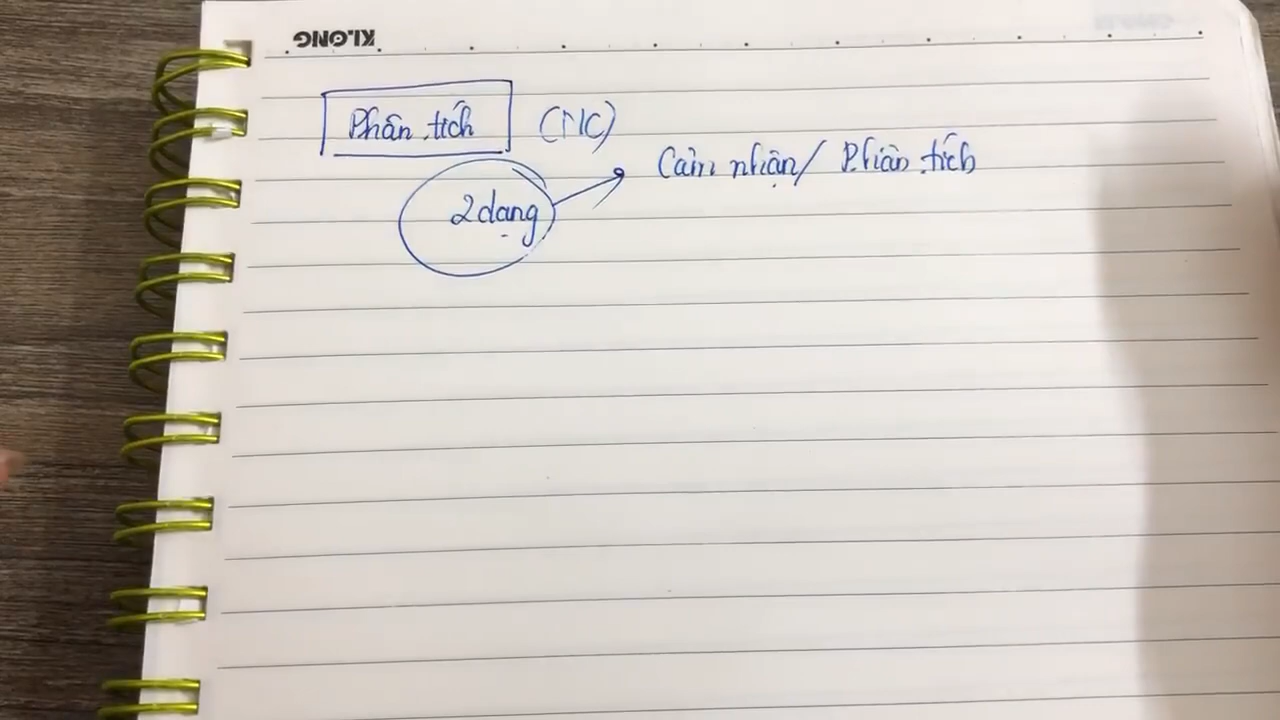 KLONG
Phân tích (NC)
Cảm nhận/ Phân tích
2 dạng